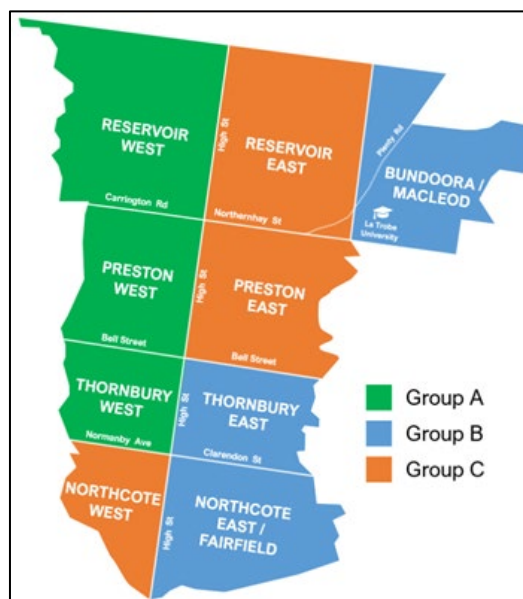 RESERVOIR
WEST
High St
RESERVOIR
EAST
Plenty Rd
BUNDOORA /
MACLEOD
Carrington Rd
Northernhay St
La Trobe
University
PRESTON
WEST
High St
PRESTON
EAST
Bell Street
Bell Street
THORNBURY
WEST
High St
THORNBURY
EAST
Normanby Ave
Clarendon St
NORTHCOTE
WEST
High St
NORTHCOTE
EAST /
FAIRFIELD
Group A
Group B
Group C